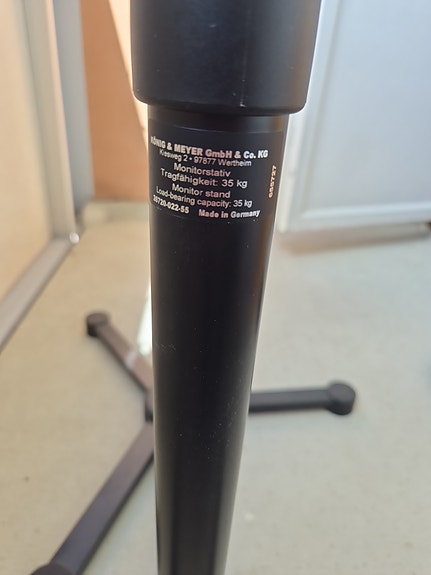 KÖNIG & MEYER GmbH & Co. KG
Kiesweg 2 • 97877 Wertheim
Monitorstativ
Tragfähigkeit: 35 kg
Monitor stand
Load-bearing capacity: 35 kg
26720-022-55 Made in Germany
655727